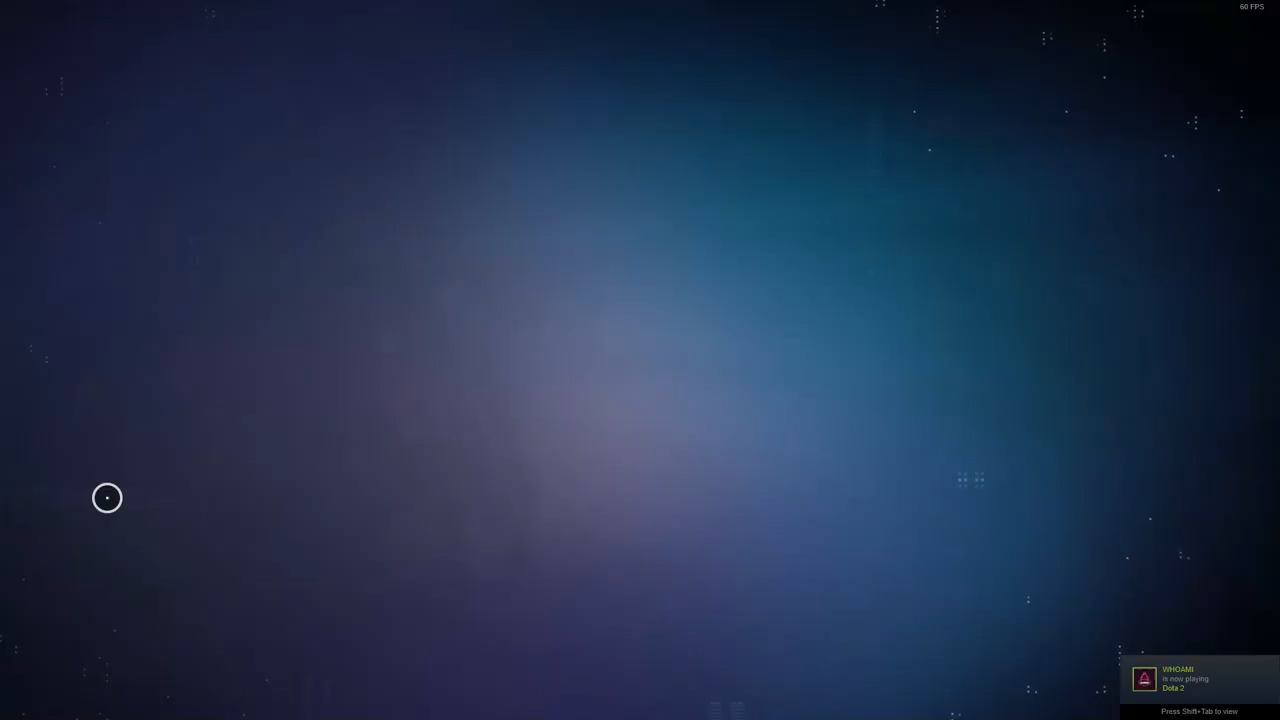 60 FPS
WHOAMI
is now playing
Dota 2
Press Shift+Tab to view